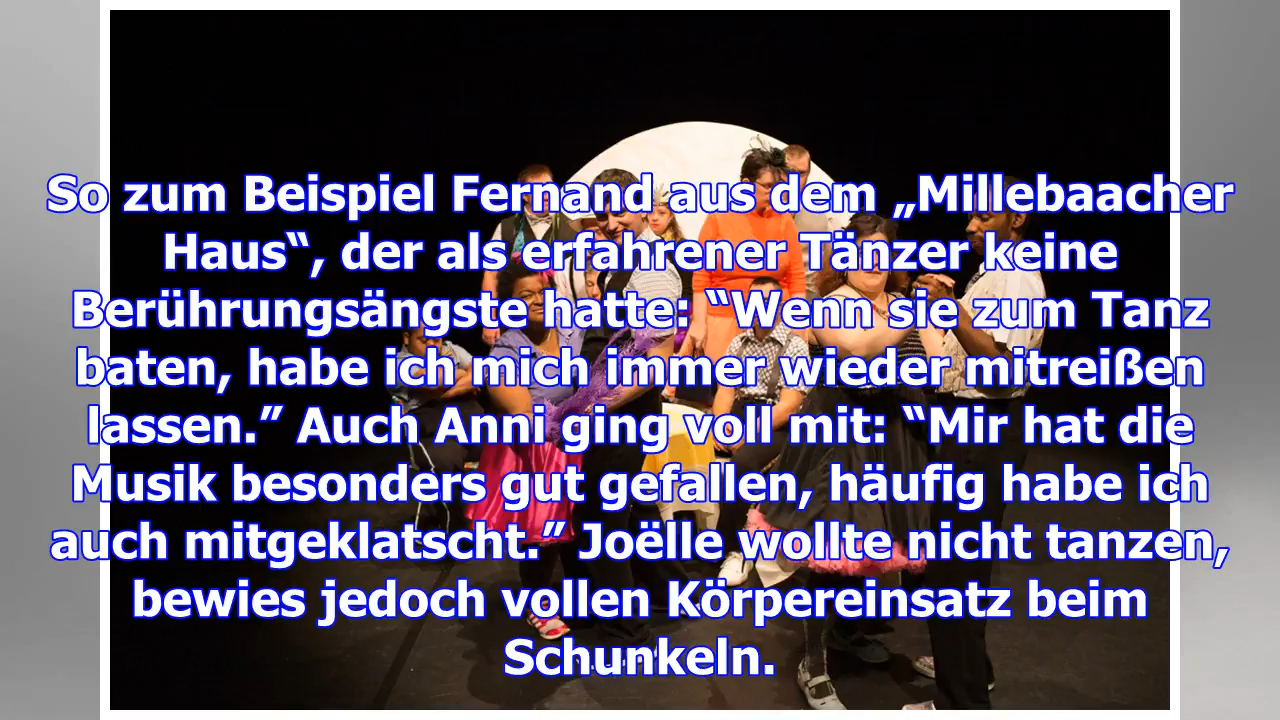 So zum Beispiel Fernand aus dem „Millebaacher
Haus“, der als erfahrener Tänzer keine
Berührungsängste hatte: “Wenn sie zum Tanz
baten, habe ich mich immer wieder mitreißen
lassen.” Auch Anni ging voll mit: “Mir hat die
Musik besonders gut gefallen, häufig habe ich
auch mitgeklatscht.” Joëlle wollte nicht tanzen,
bewies jedoch vollen Körpereinsatz beim
Schunkeln.